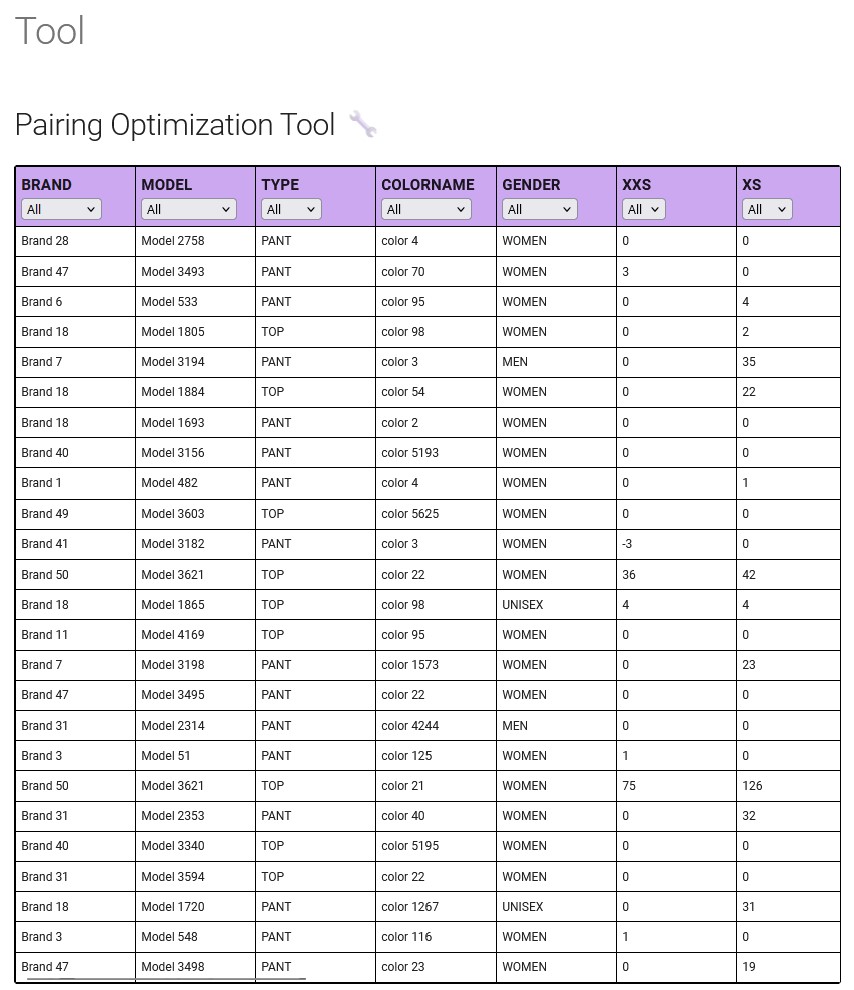 Tool
Pairing Optimization Tool
BRAND MODEL TYPE COLORNAME GENDER XXS XS
All All All All All All All
Brand 28 Model 2758 PANT color 4 WOMEN 0 0
Brand 47 Model 3493 PANT color 70 WOMEN 3 0
Brand 6 Model 533 PANT color 95 WOMEN 0 4
Brand 18 Model 1805 TOP color 98 WOMEN 0 2
Brand 7 Model 3194 PANT color 3 MEN 0 35
Brand 18 Model 1884 TOP color 54 WOMEN 0 22
Brand 18 Model 1693 PANT color 2 WOMEN 0 0
Brand 40 Model 3156 PANT color 5193 WOMEN 0 0
Brand 1 Model 482 PANT color 4 WOMEN 0 1
Brand 49 Model 3603 TOP color 5625 WOMEN 0 0
Brand 41 Model 3182 PANT color 3 WOMEN -3 0
Brand 50 Model 3621 TOP color 22 WOMEN 36 42
Brand 18 Model 1865 TOP color 98 UNISEX 4 4
Brand 11 Model 4169 TOP color 95 WOMEN 0 0
Brand 7 Model 3198 PANT color 1573 WOMEN 0 23
Brand 47 Model 3495 PANT color 22 WOMEN 0 0
Brand 31 Model 2314 PANT color 4244 MEN 0 0
Brand 3 Model 51 PANT color 125 WOMEN 1 0
Brand 50 Model 3621 TOP color 21 WOMEN 75 126
Brand 31 Model 2353 PANT color 40 WOMEN 0 32
Brand 40 Model 3340 TOP color 5195 WOMEN 0 0
Brand 31 Model 3594 TOP color 22 WOMEN 0 0
Brand 18 Model 1720 PANT color 1267 UNISEX 0 31
Brand 3 Model 548 PANT color 116 WOMEN 1 0
Brand 47 Model 3498 PANT color 23 WOMEN 0 19